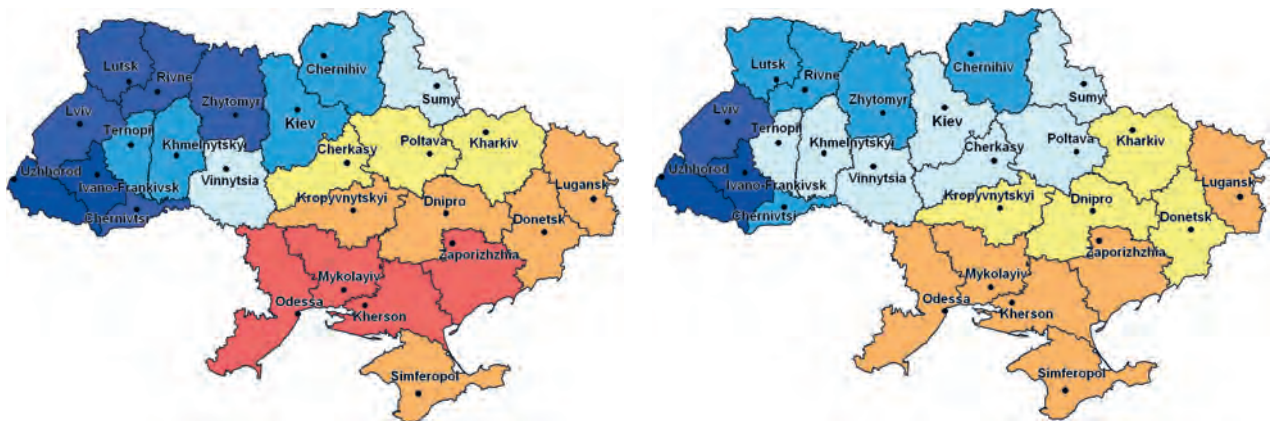 Lutsk
Rivne
Chernihiv
Sumy
Lviv
Zhytomyr
Kiev
Ternopil
Khmelnytskyi
Poltava
Kharkiv
Cherkasy
Uzhhorod
Ivano-Frankivsk
Vinnytsia
Chernivtsi
Kropyvnytskyi
Dnipro
Lugansk
Donetsk
Zaporizhzhia
Mykolayiv
Odessa
Kherson
Simferopol
Lutsk
Rivne
Chernihiv
Sumy
Lviv
Zhytomyr
Kiev
Ternopil
Khmelnytskyi
Poltava
Kharkiv
Cherkasy
Uzhhorod
Ivano-Frankivsk
Vinnytsia
Chernivtsi
Kropyvnytskyi
Dnipro
Lugansk
Donetsk
Zaporizhzhia
Mykolayiv
Odessa
Kherson
Simferopol